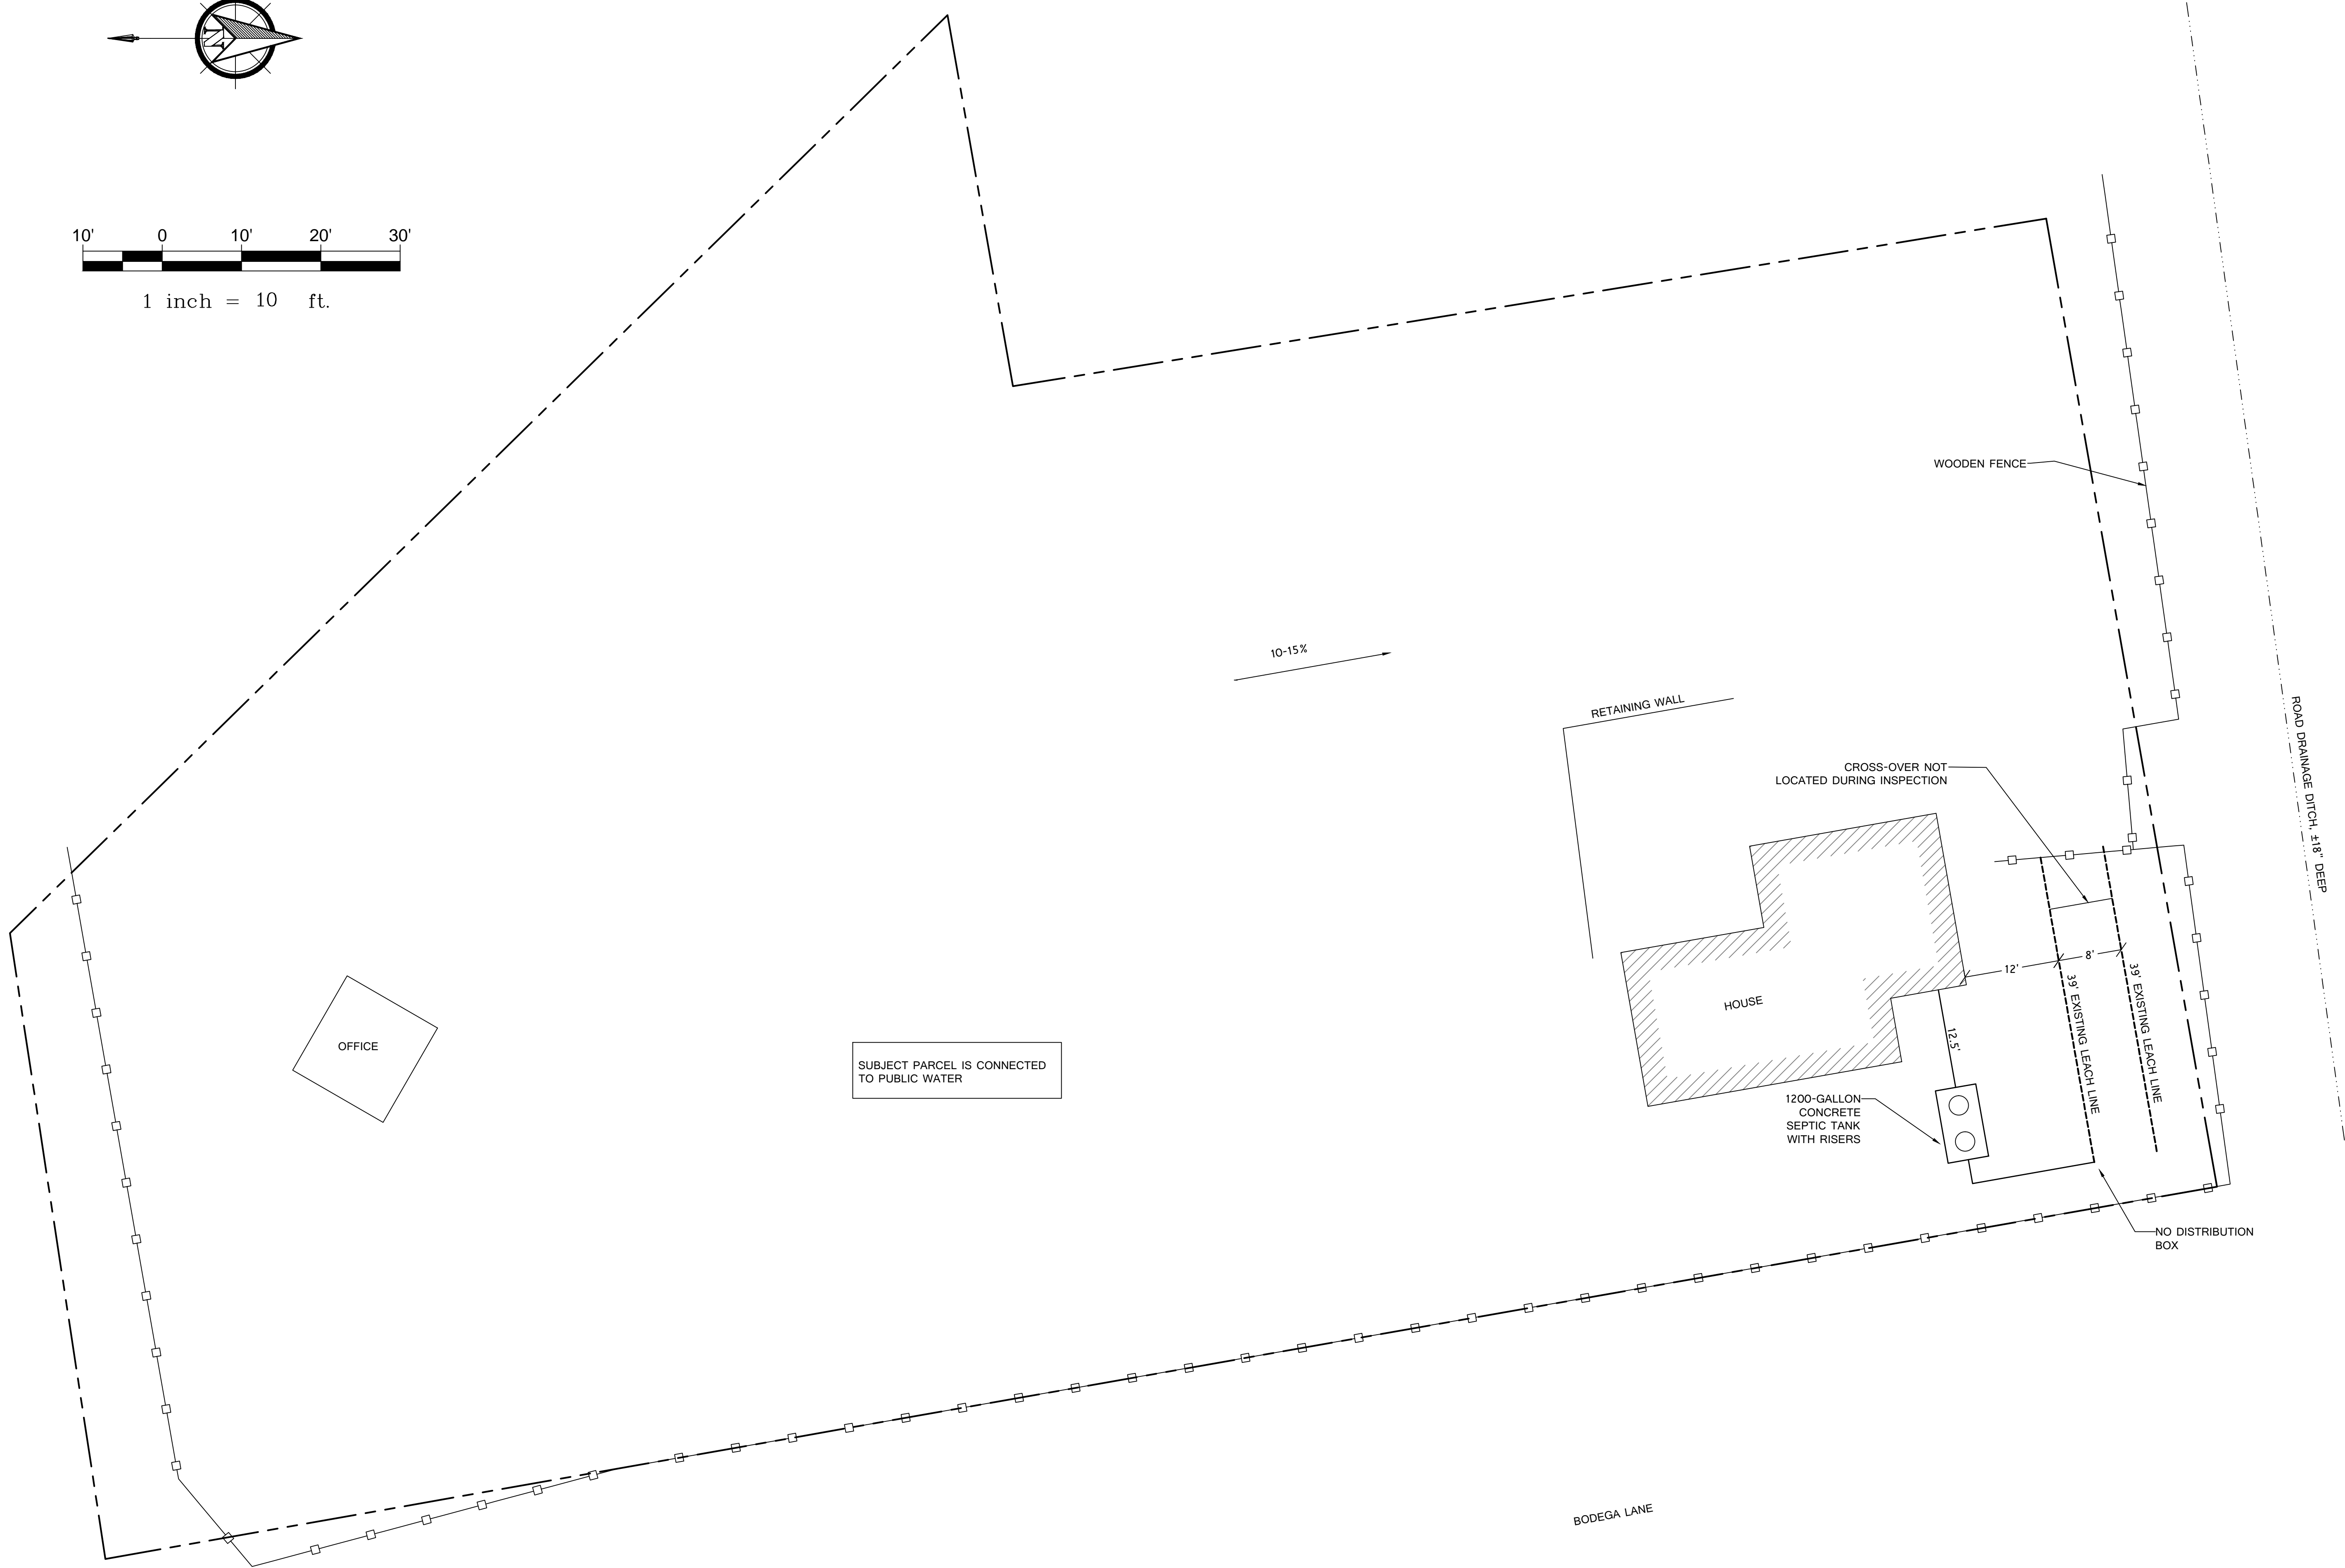 N
10' 0 10' 20' 30'
1 inch = 10 ft.
WOODEN FENCE
10-15%
RETAINING WALL
ROAD DRAINAGE DITCH, ±18" DEEP
CROSS-OVER NOT
LOCATED DURING INSPECTION
12'
8'
39' EXISTING LEACH LINE
39' EXISTING LEACH LINE
HOUSE
12.5'
OFFICE
SUBJECT PARCEL IS CONNECTED
TO PUBLIC WATER
1200-GALLON
CONCRETE
SEPTIC TANK
WITH RISERS
NO DISTRIBUTION
BOX
BODEGA LANE